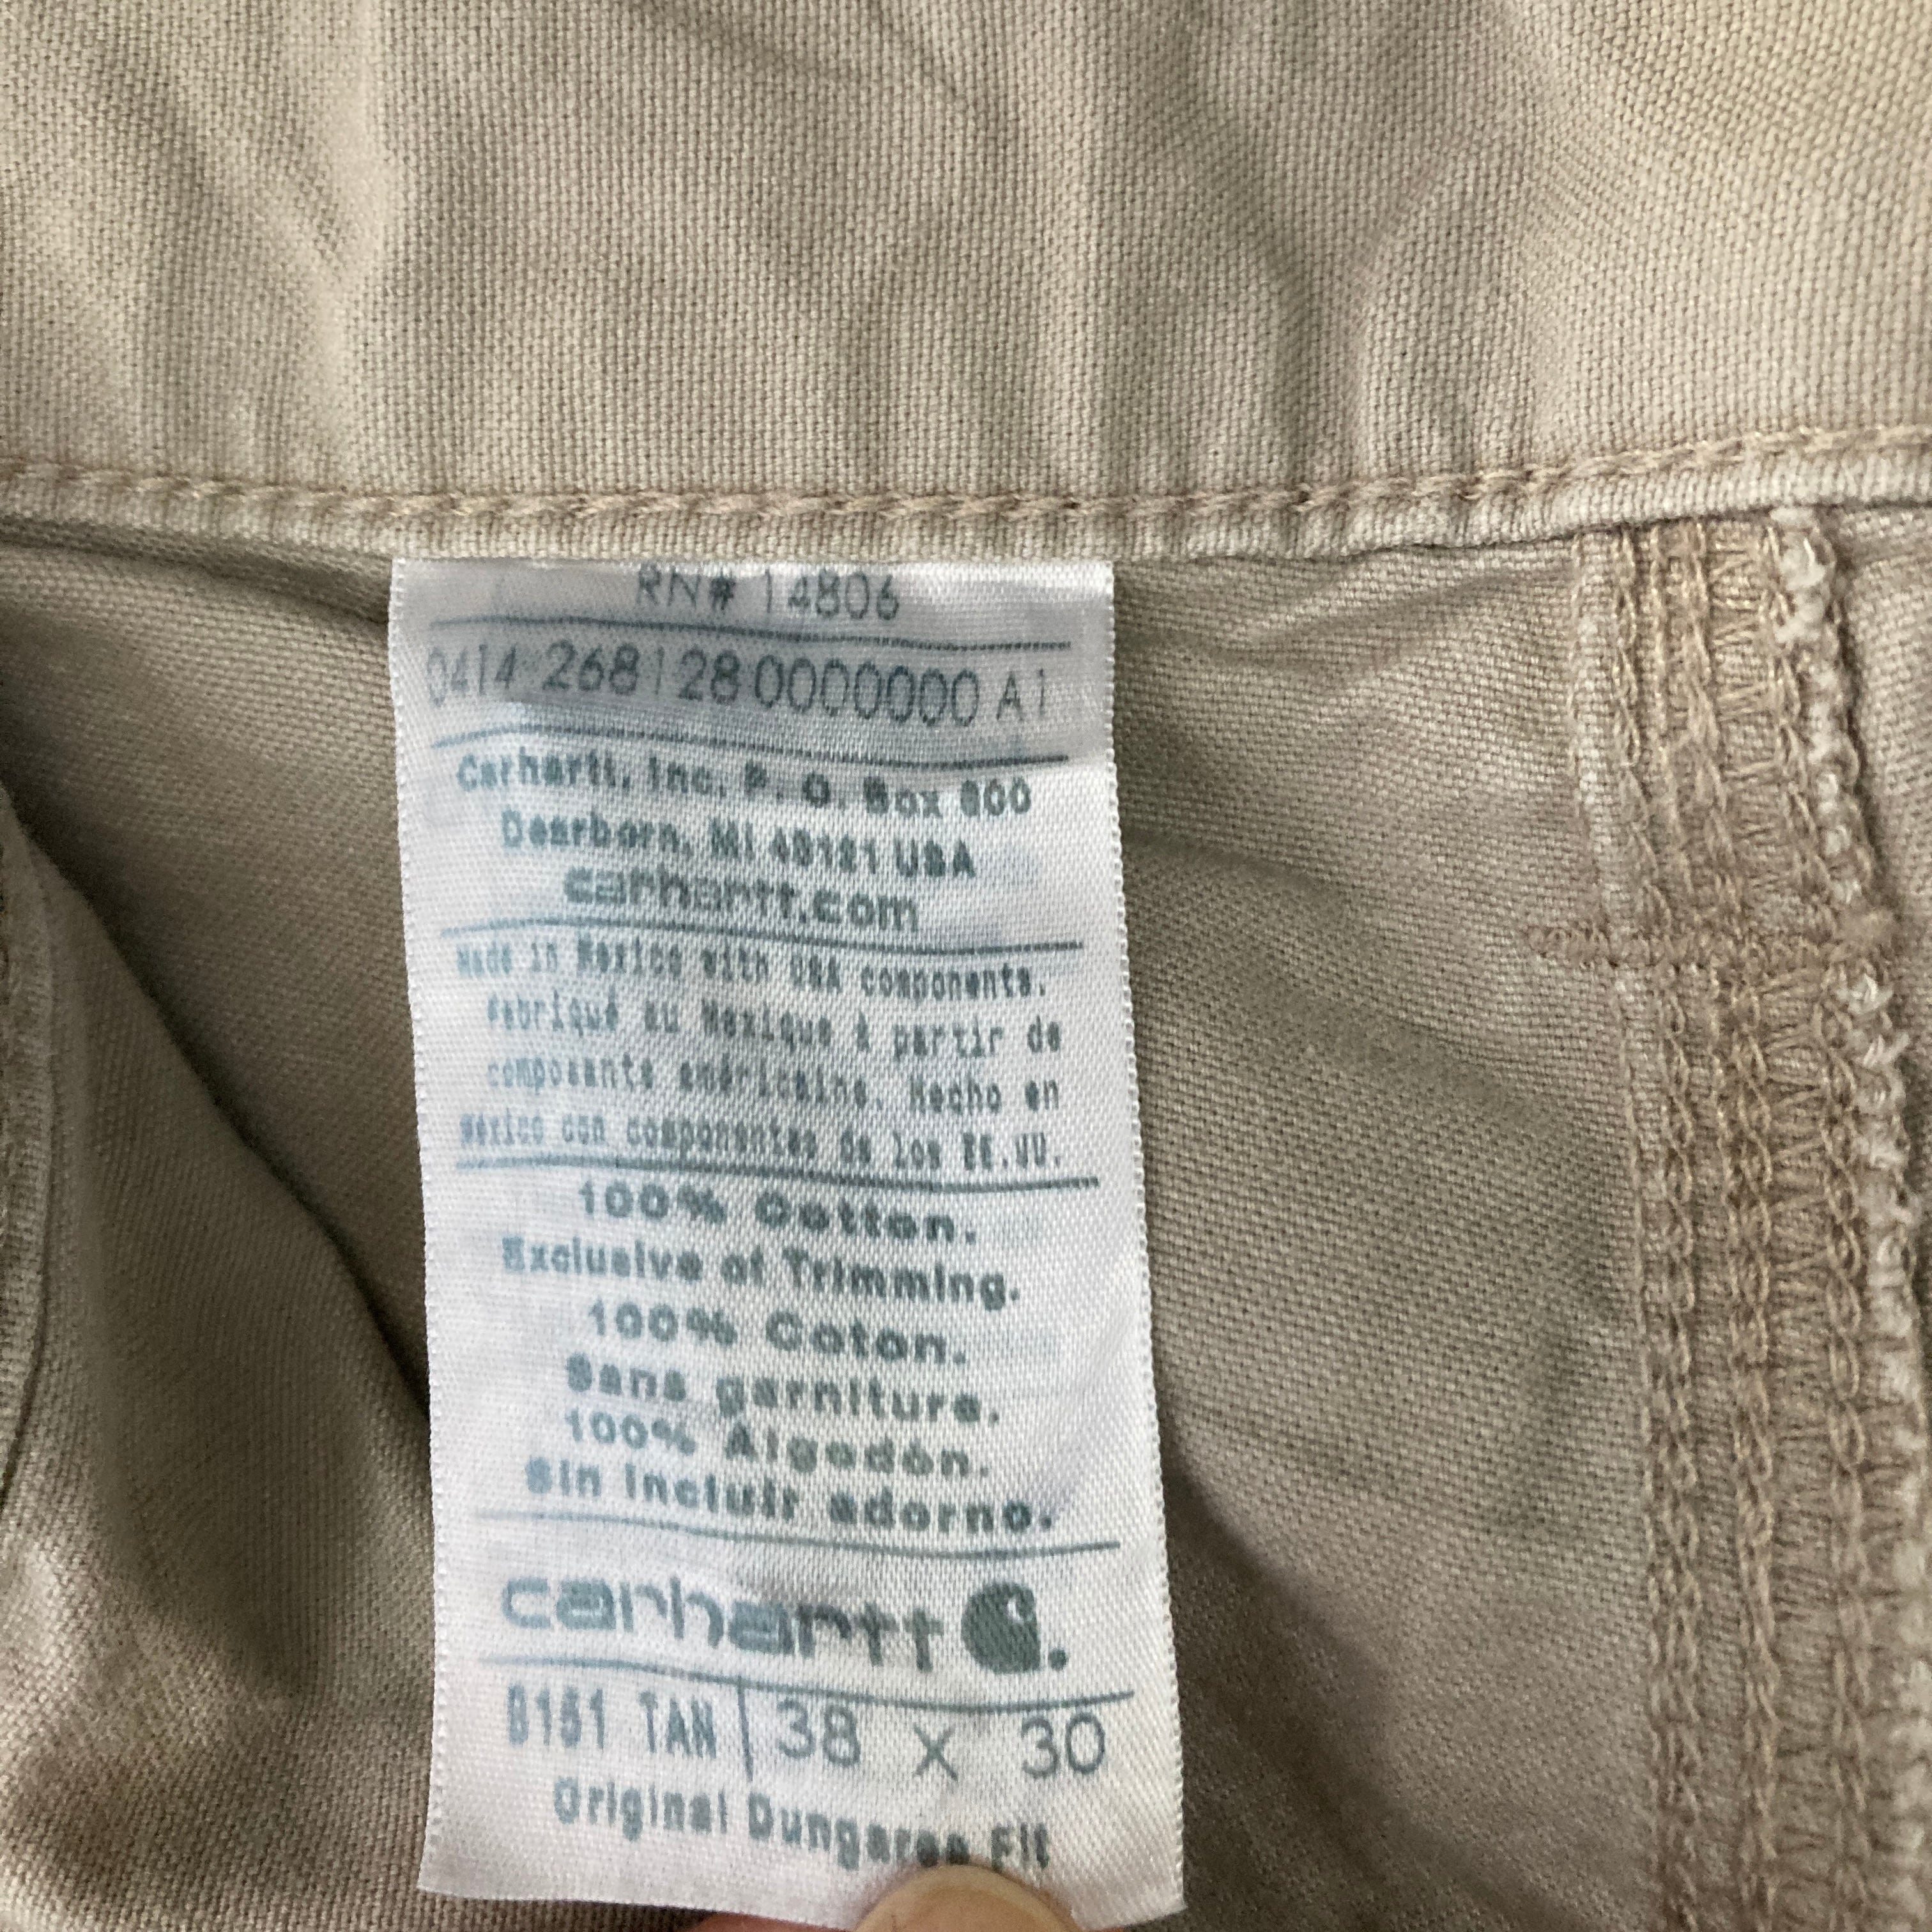 RN# 14806
0414 268128 0000000 A1
Carhartt, Inc. P. O. Box 600
Dearborn, MI 48121 USA
carhartt.com
Made in Mexico with USA components.
Fabriqué au Mexique à partir de
composants américains. Hecho en
Mexico con componentes de los EE.UU.
100% Cotton.
Exclusive of Trimming.
100% Coton.
Sans garniture.
100% Algodón.
Sin incluir adorno.
carhartt
B151 TAN 38 X 30
Original Dungaree Fit